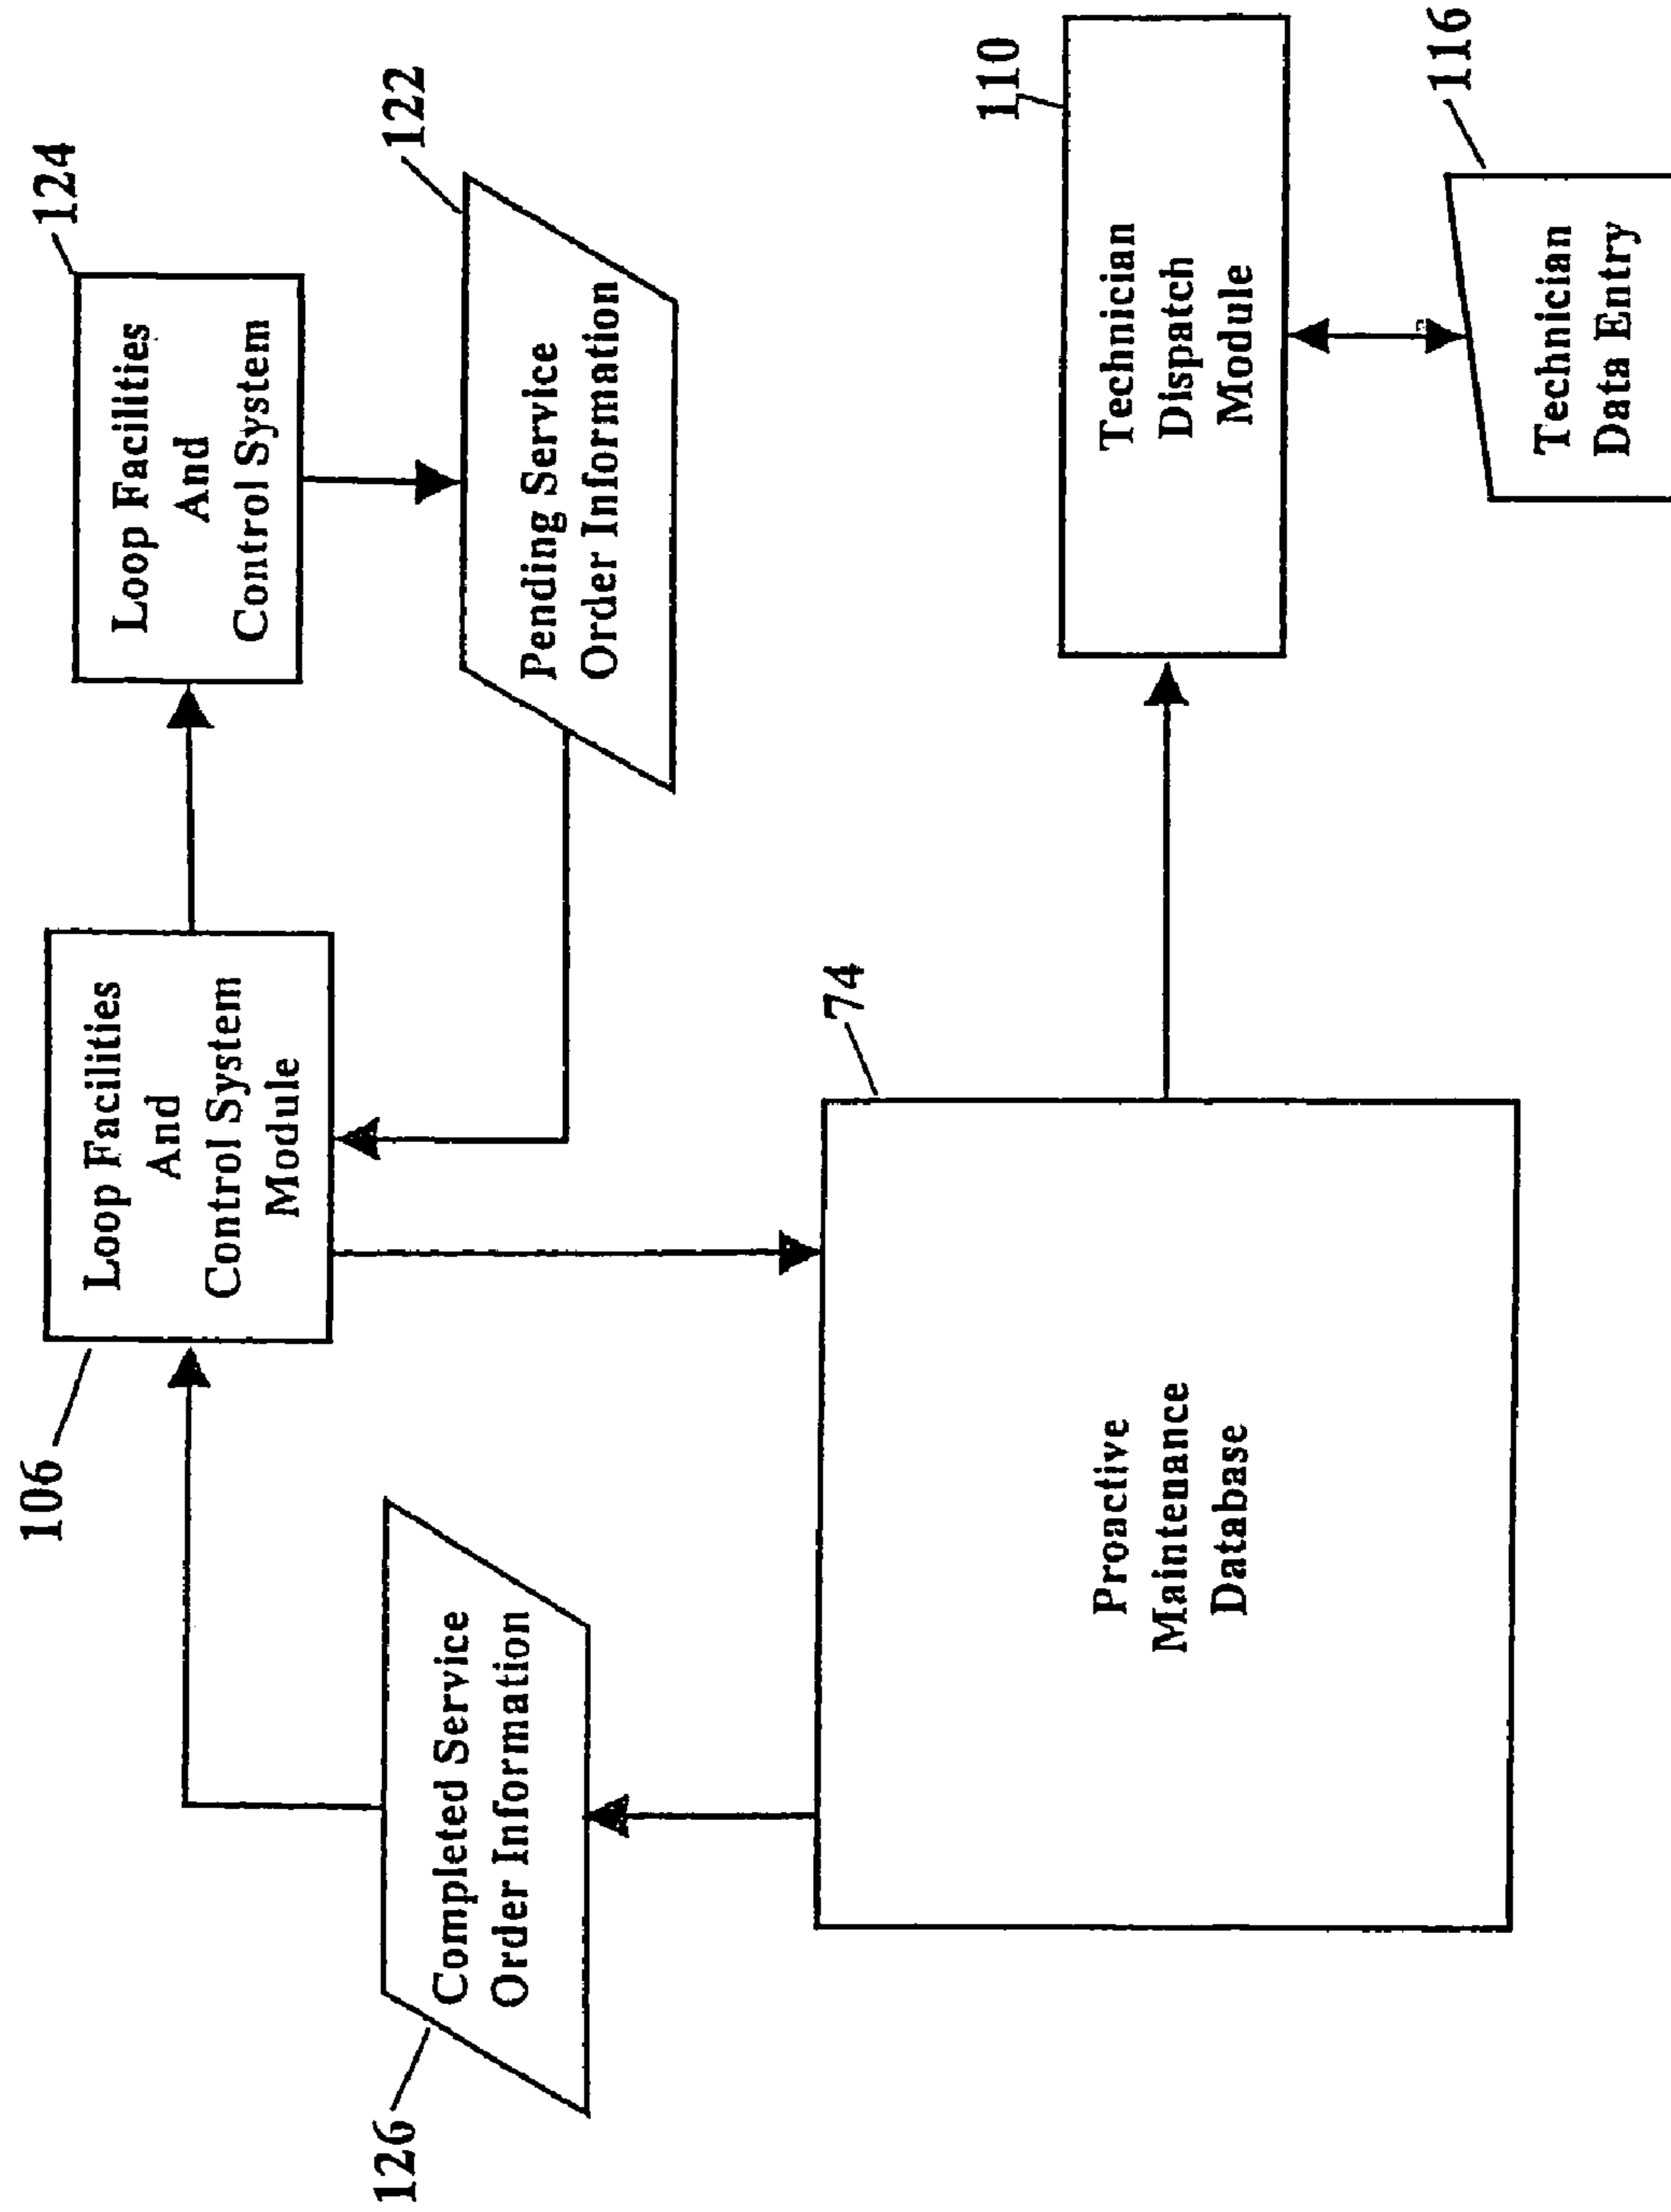 106
Loop Facilities
And
Control System
Module
124
Loop Facilities
And
Control System
126
Completed Service
Order Information
122
Pending Service
Order Information
74
Proactive
Maintenance
Database
110
Technician
Dispatch
Module
116
Technician
Data Entry